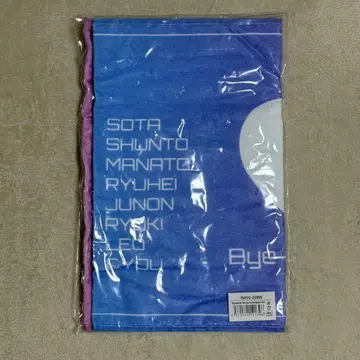 SOTA
SHUNTO
MANATO
RYUHEI
JUNON
RYOKI
LEO
Bye